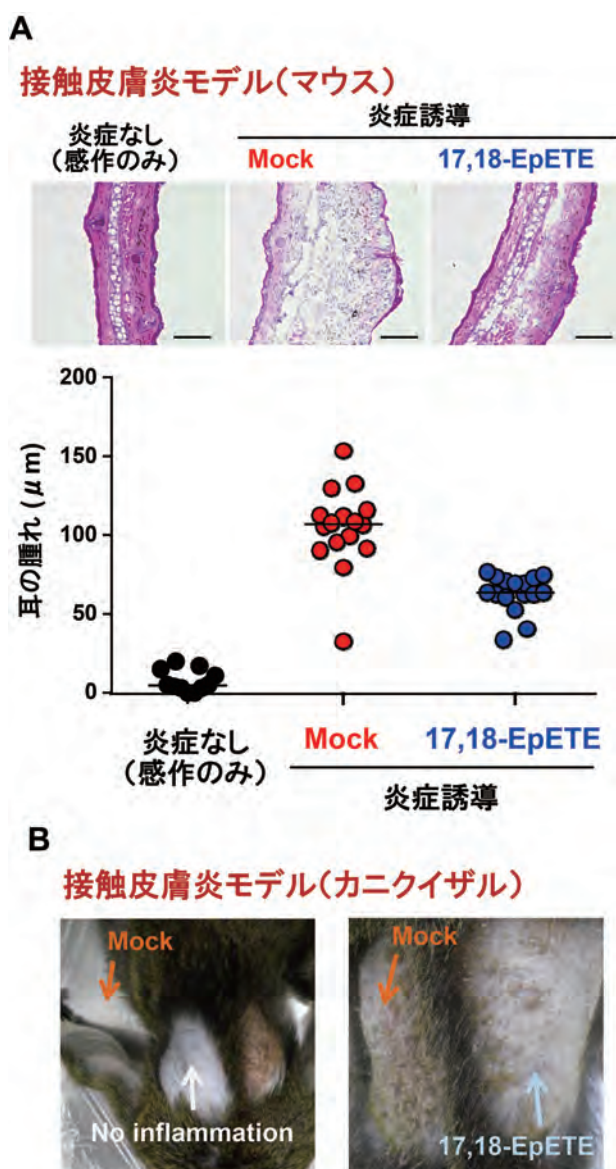 A
接触皮膚炎モデル(マウス)
炎症なし
(感作のみ)
炎症誘導
Mock
17,18-EpETE
200
150
100
50
0
耳の腫れ (μm)
炎症なし
(感作のみ)
Mock
17,18-EpETE
炎症誘導
B
接触皮膚炎モデル(カニクイザル)
Mock
No inflammation
Mock
17,18-EpETE